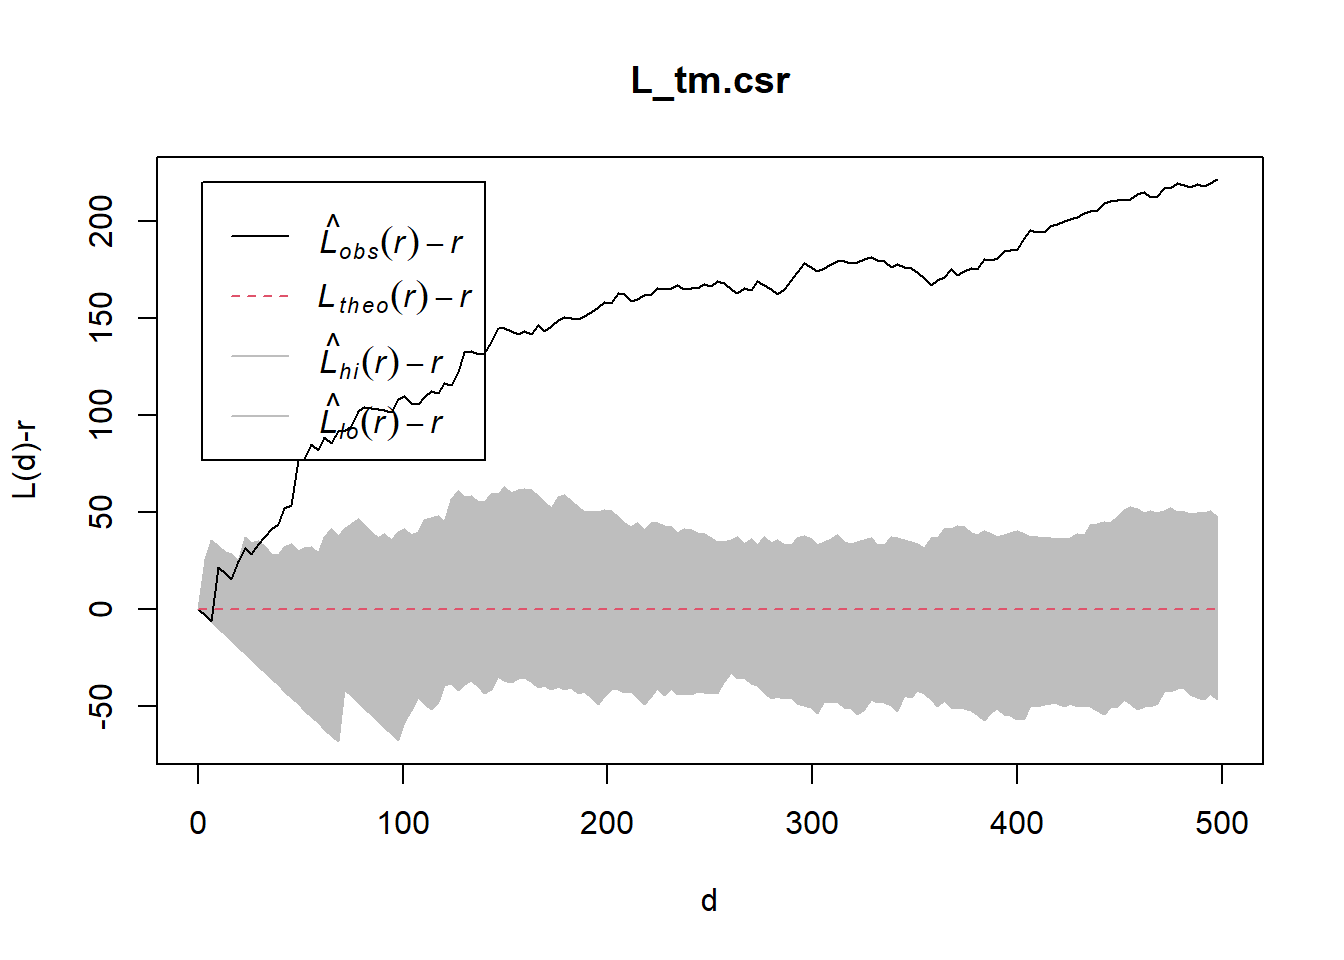 L_tm.csr
L̂obs(r) − r
Ltheo(r) − r
L̂hi(r) − r
L̂lo(r) − r
L(d)-r
200
150
100
50
0
-50
0 100 200 300 400 500
d